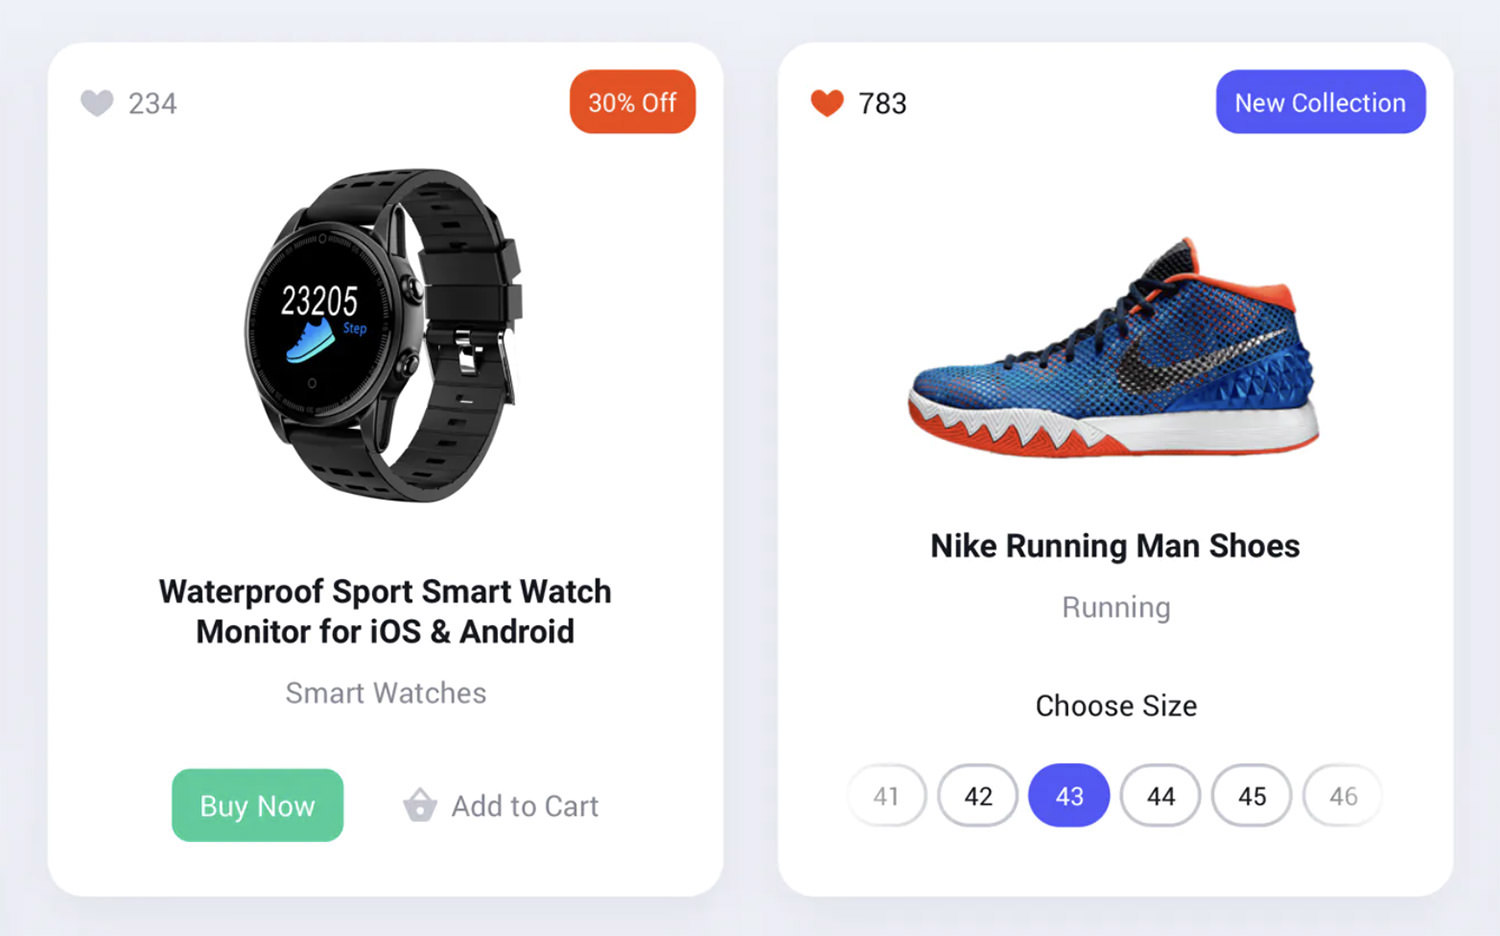 234
30% Off
23205
Step
Waterproof Sport Smart Watch
Monitor for iOS & Android
Smart Watches
Buy Now
Add to Cart
783
New Collection
Nike Running Man Shoes
Running
Choose Size
41 42 43 44 45 46